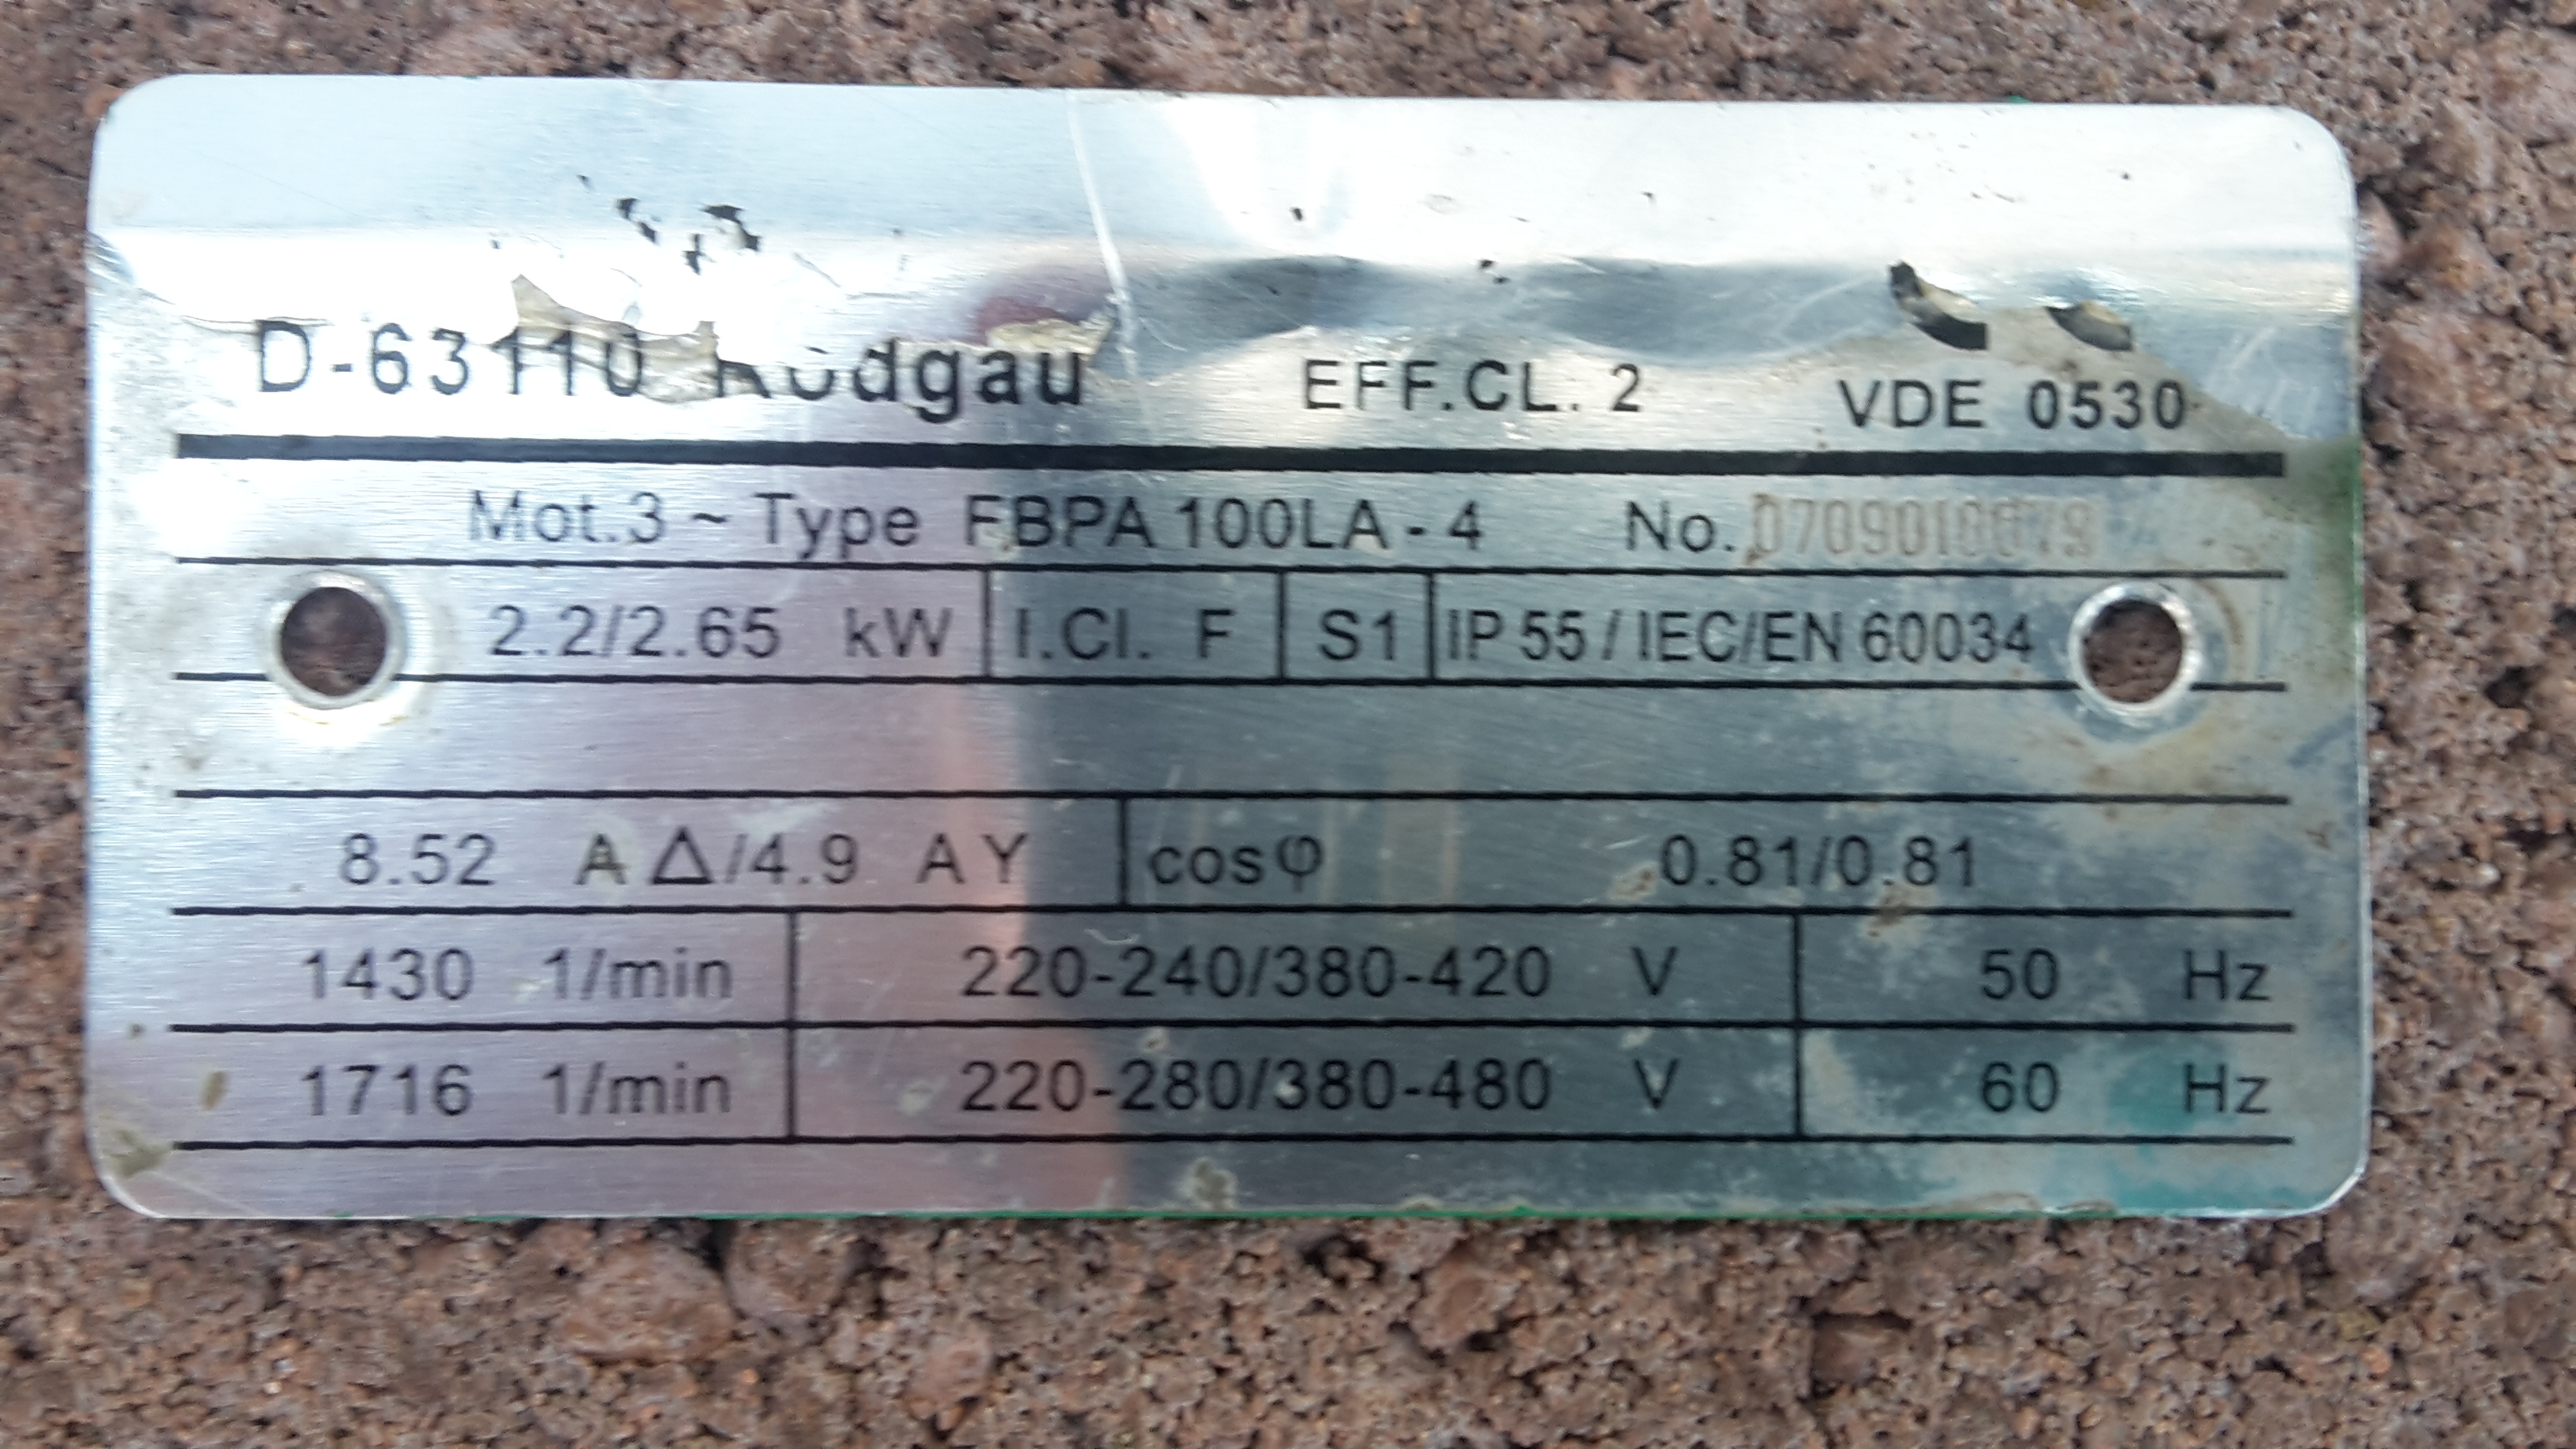 D-63110 Rodgau EFF.CL. 2 VDE 0530
Mot.3 ~ Type FBPA 100LA - 4 No.
2.2/2.65 kW I.Cl. F S1 IP 55 / IEC/EN 60034
8.52 A Δ/4.9 A Y cosφ 0.81/0.81
1430 1/min 220-240/380-420 V 50 Hz
1716 1/min 220-280/380-480 V 60 Hz